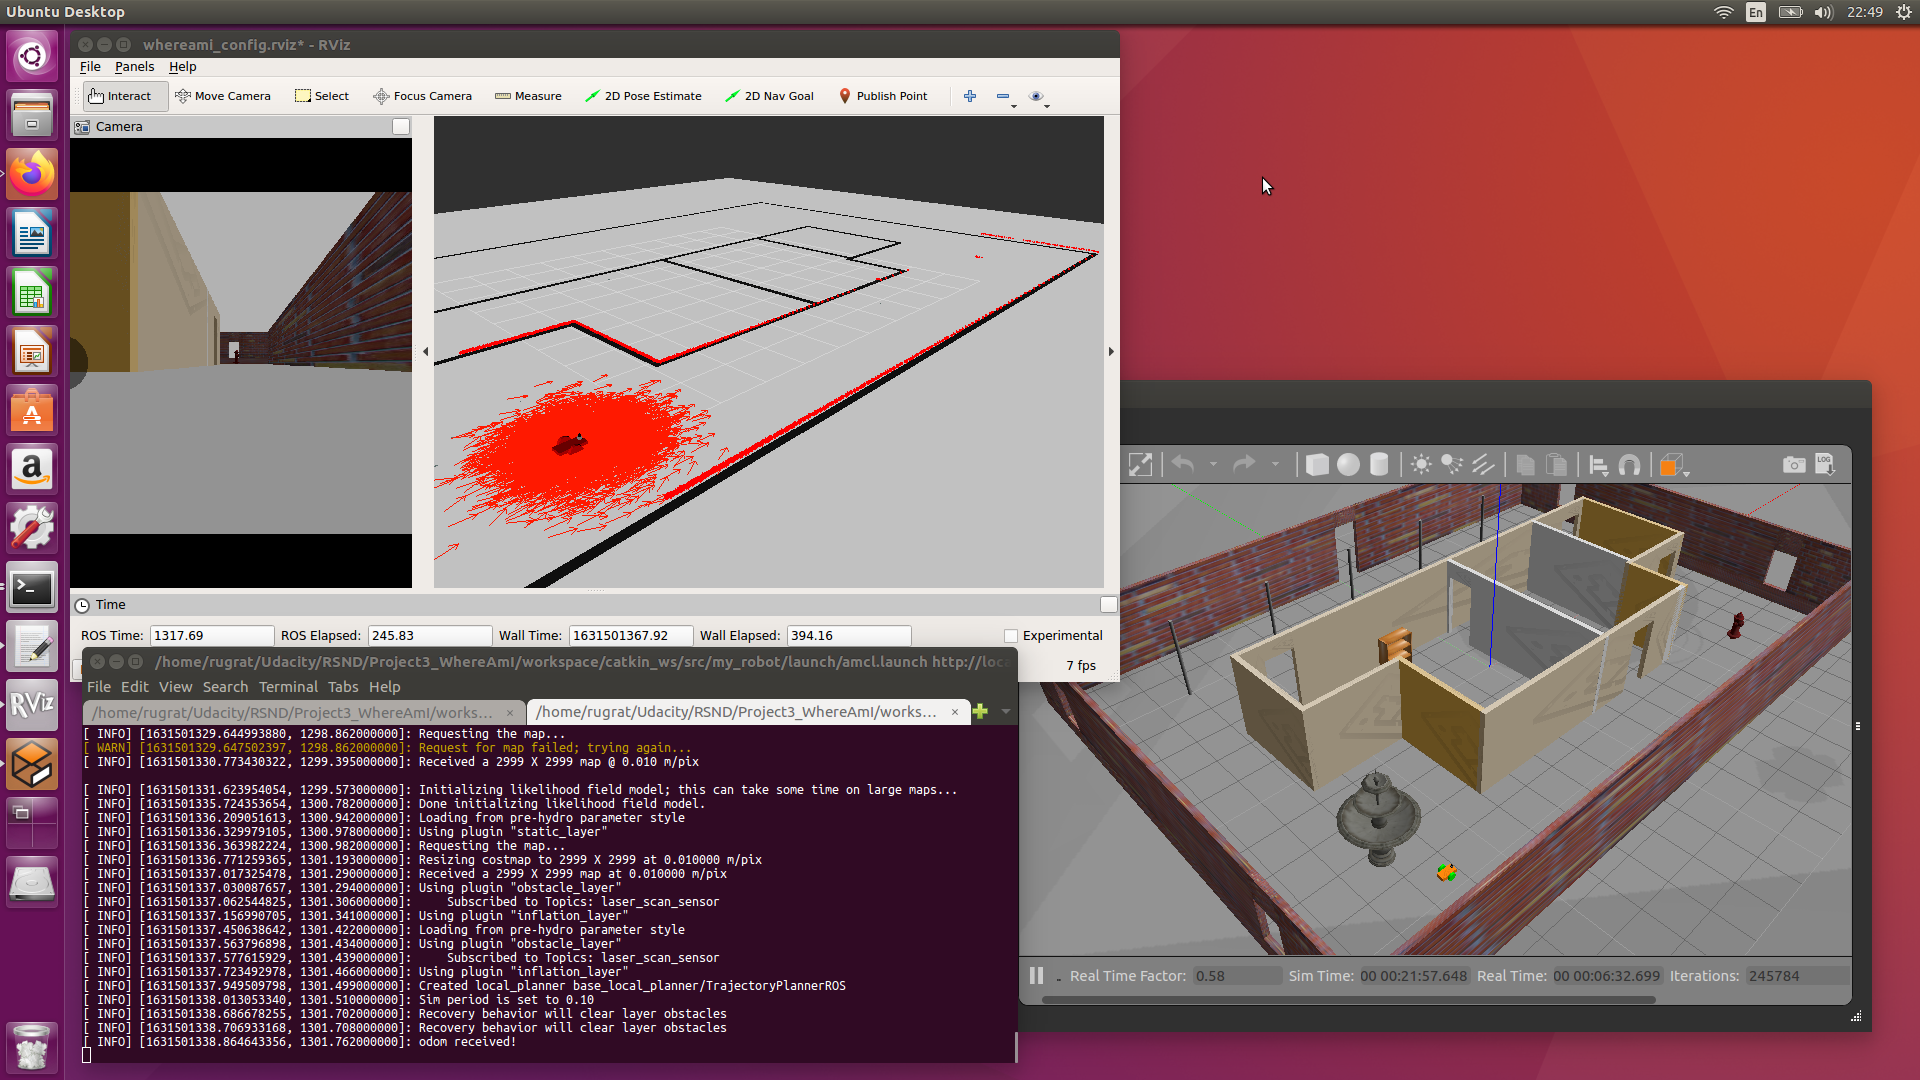 Ubuntu Desktop
En
22:49
whereami_config.rviz* - RViz
File Panels Help
Interact Move Camera Select Focus Camera Measure 2D Pose Estimate 2D Nav Goal Publish Point
Camera
Time
ROS Time: 1317.69 ROS Elapsed: 245.83 Wall Time: 1631501367.92 Wall Elapsed: 394.16 Experimental
7 fps
/home/rugrat/Udacity/RSND/Project3_WhereAmI/workspace/catkin_ws/src/my_robot/launch/amcl.launch http://loc
File Edit View Search Terminal Tabs Help
/home/rugrat/Udacity/RSND/Project3_WhereAmI/works... × /home/rugrat/Udacity/RSND/Project3_WhereAmI/works... ×
[ INFO] [1631501329.644993880, 1298.862000000]: Requesting the map...
[ WARN] [1631501329.647502397, 1298.862000000]: Request for map failed; trying again...
[ INFO] [1631501330.773430322, 1299.395000000]: Received a 2999 X 2999 map @ 0.010 m/pix
[ INFO] [1631501331.623954054, 1299.573000000]: Initializing likelihood field model; this can take some time on large maps...
[ INFO] [1631501335.724353654, 1300.782000000]: Done initializing likelihood field model.
[ INFO] [1631501336.209051613, 1300.942000000]: Loading from pre-hydro parameter style
[ INFO] [1631501336.329979105, 1300.978000000]: Using plugin "static_layer"
[ INFO] [1631501336.363982224, 1300.982000000]: Requesting the map...
[ INFO] [1631501336.771259365, 1301.193000000]: Resizing costmap to 2999 X 2999 at 0.010000 m/pix
[ INFO] [1631501337.017325478, 1301.290000000]: Received a 2999 X 2999 map at 0.010000 m/pix
[ INFO] [1631501337.030087657, 1301.294000000]: Using plugin "obstacle_layer"
[ INFO] [1631501337.062544825, 1301.306000000]:     Subscribed to Topics: laser_scan_sensor
[ INFO] [1631501337.156990705, 1301.341000000]: Using plugin "inflation_layer"
[ INFO] [1631501337.450638642, 1301.422000000]: Loading from pre-hydro parameter style
[ INFO] [1631501337.563796898, 1301.434000000]: Using plugin "obstacle_layer"
[ INFO] [1631501337.577615929, 1301.439000000]:     Subscribed to Topics: laser_scan_sensor
[ INFO] [1631501337.723492978, 1301.466000000]: Using plugin "inflation_layer"
[ INFO] [1631501337.949509798, 1301.499000000]: Created local_planner base_local_planner/TrajectoryPlannerROS
[ INFO] [1631501338.013053340, 1301.510000000]: Sim period is set to 0.10
[ INFO] [1631501338.686678255, 1301.702000000]: Recovery behavior will clear layer obstacles
[ INFO] [1631501338.706933168, 1301.708000000]: Recovery behavior will clear layer obstacles
[ INFO] [1631501338.864643356, 1301.762000000]: odom received!
LOG
Real Time Factor: 0.58 Sim Time: 00 00:21:57.648 Real Time: 00 00:06:32.699 Iterations: 245784
a
RViz